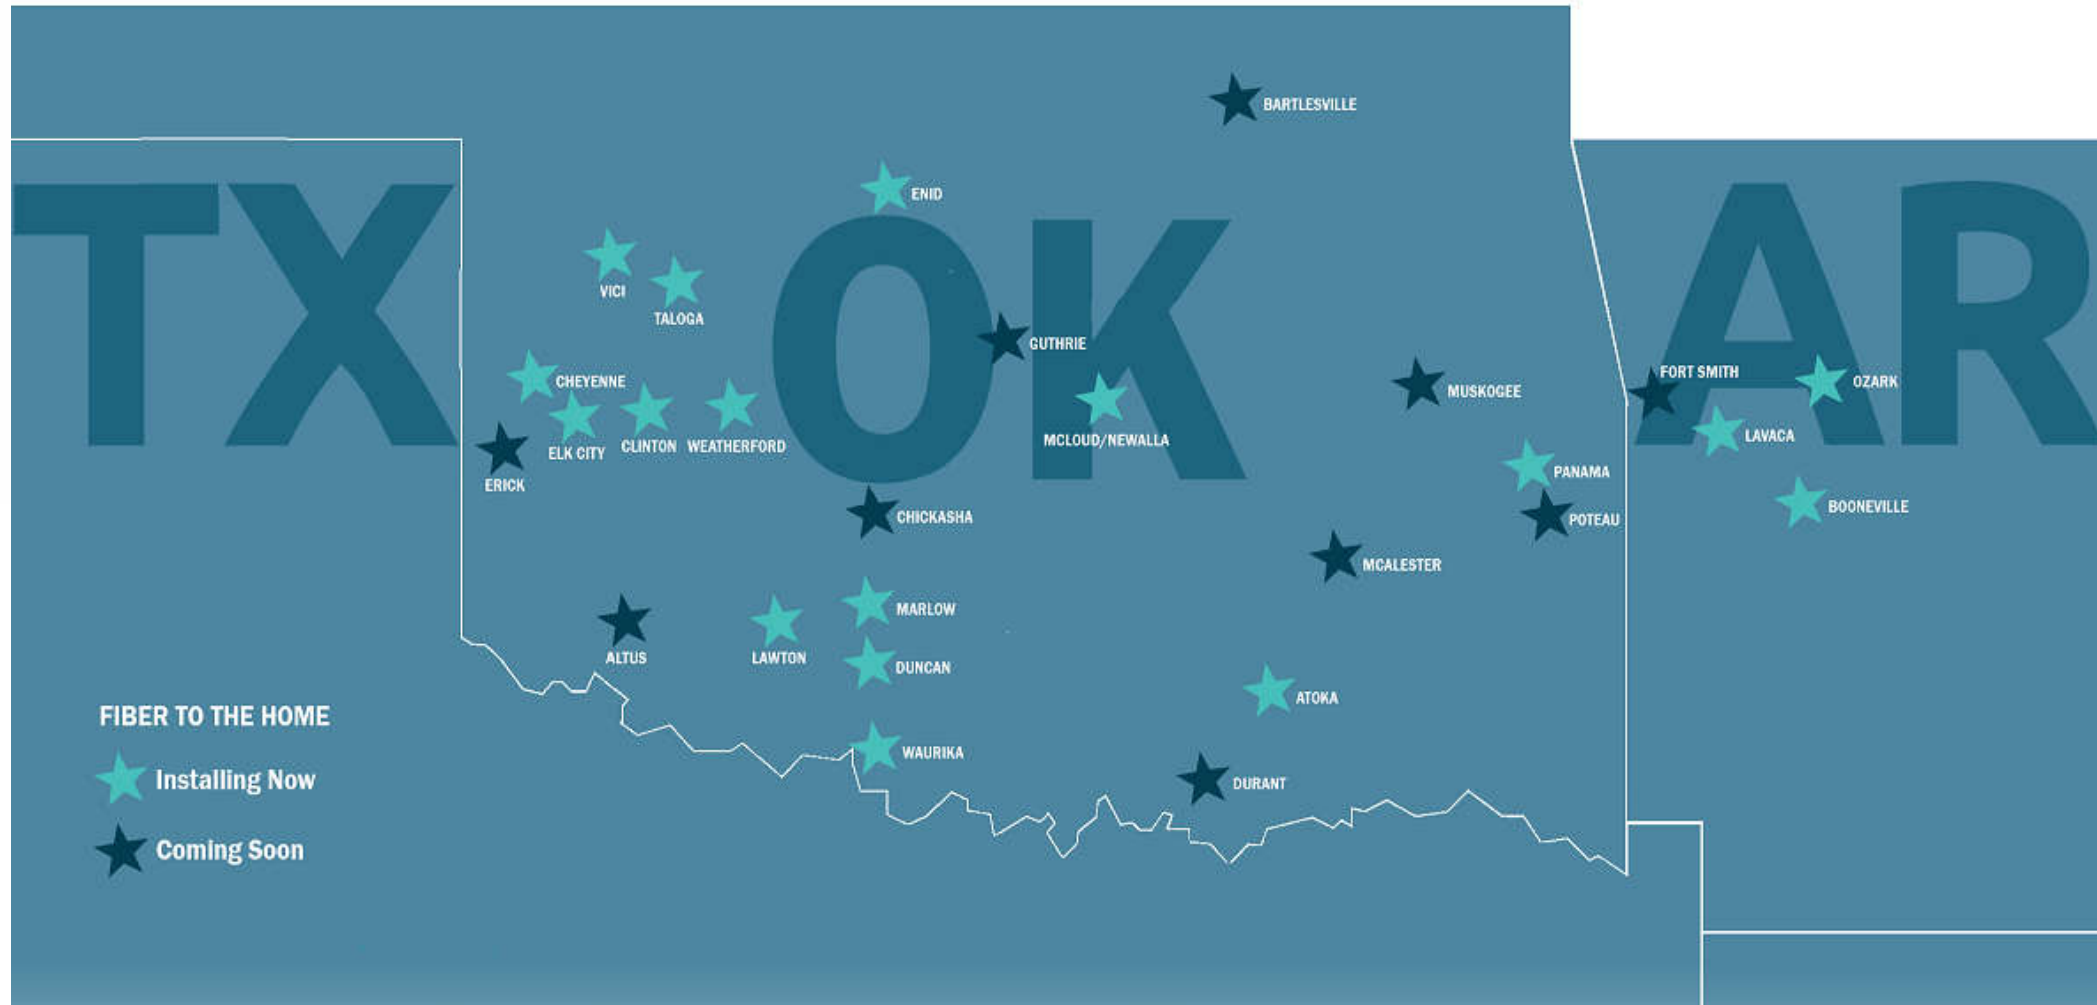 BARTLESVILLE
TX
OK
AR
ENID
VICI
TALOGA
GUTHRIE
CHEYENNE
FORT SMITH
OZARK
MUSKOGEE
ELK CITY
CLINTON
WEATHERFORD
MCLOUD/NEWALLA
LAVACA
ERICK
PANAMA
CHICKASHA
POTEAU
BOONEVILLE
MCALESTER
MARLOW
ALTUS
LAWTON
DUNCAN
ATOKA
WAURIKA
DURANT
FIBER TO THE HOME
Installing Now
Coming Soon